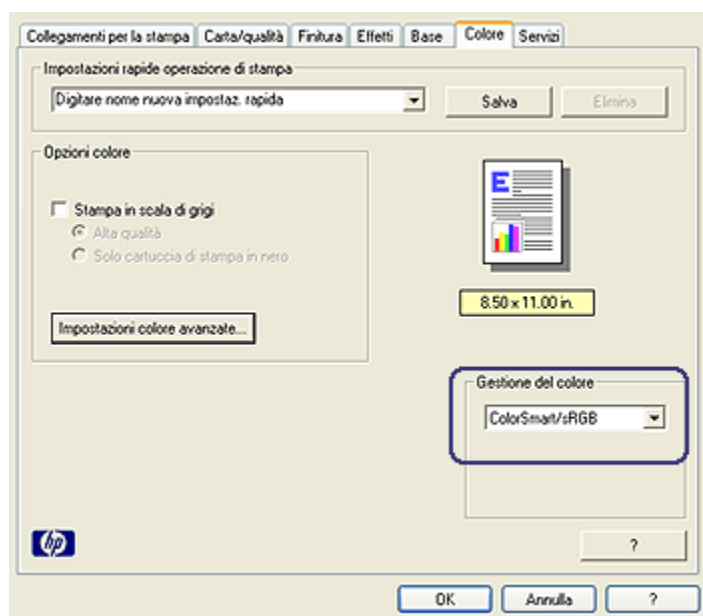 Collegamenti per la stampa Carta/qualità Finitura Effetti Base Colore Servizi
Impostazioni rapide operazione di stampa
Digitare nome nuova impostaz. rapida Salva Elimina
Opzioni colore
E
Stampa in scala di grigi
Alta qualità
Solo cartuccia di stampa in nero
8.50 x 11.00 in.
Impostazioni colore avanzate...
Gestione del colore
ColorSmart/sRGB
hp ?
OK Annulla ?